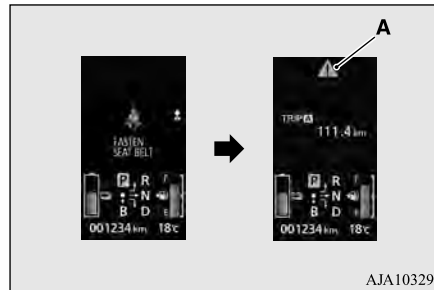 A
FASTEN
SEAT BELT
P R
N
B D
001234 km 18℃
TRIP A
111.4 km
P R
N
B D
001234 km 18℃
AJA10329